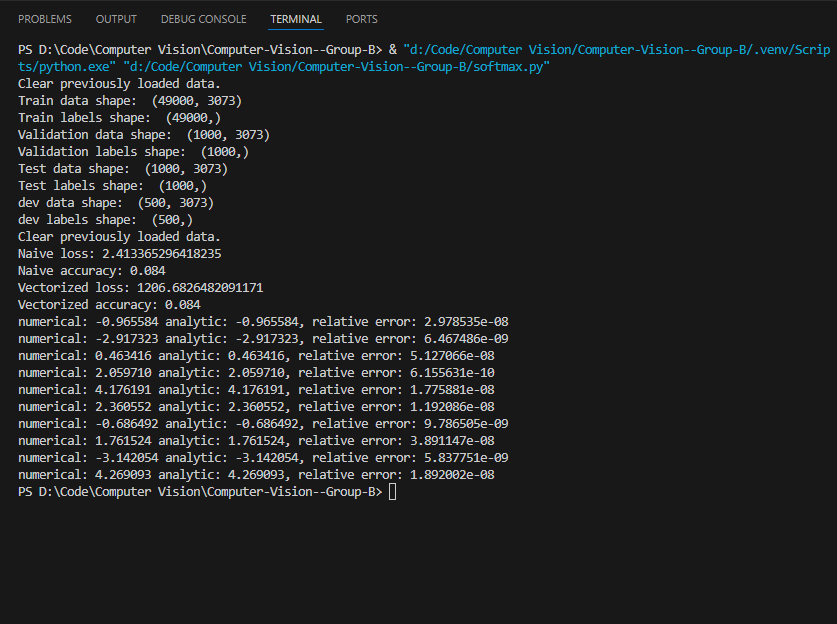 PROBLEMS OUTPUT DEBUG CONSOLE TERMINAL PORTS
PS D:\Code\Computer Vision\Computer-Vision--Group-B> & "d:/Code/Computer Vision/Computer-Vision--Group-B/.venv/Scrip
ts/python.exe" "d:/Code/Computer Vision/Computer-Vision--Group-B/softmax.py"
Clear previously loaded data.
Train data shape:  (49000, 3073)
Train labels shape:  (49000,)
Validation data shape:  (1000, 3073)
Validation labels shape:  (1000,)
Test data shape:  (1000, 3073)
Test labels shape:  (1000,)
dev data shape:  (500, 3073)
dev labels shape:  (500,)
Clear previously loaded data.
Naive loss: 2.413365296418235
Naive accuracy: 0.084
Vectorized loss: 1206.6826482091171
Vectorized accuracy: 0.084
numerical: -0.965584 analytic: -0.965584, relative error: 2.978535e-08
numerical: -2.917323 analytic: -2.917323, relative error: 6.467486e-09
numerical: 0.463416 analytic: 0.463416, relative error: 5.127066e-08
numerical: 2.059710 analytic: 2.059710, relative error: 6.155631e-10
numerical: 4.176191 analytic: 4.176191, relative error: 1.775881e-08
numerical: 2.360552 analytic: 2.360552, relative error: 1.192086e-08
numerical: -0.686492 analytic: -0.686492, relative error: 9.786505e-09
numerical: 1.761524 analytic: 1.761524, relative error: 3.891147e-08
numerical: -3.142054 analytic: -3.142054, relative error: 5.837751e-09
numerical: 4.269093 analytic: 4.269093, relative error: 1.892002e-08
PS D:\Code\Computer Vision\Computer-Vision--Group-B>